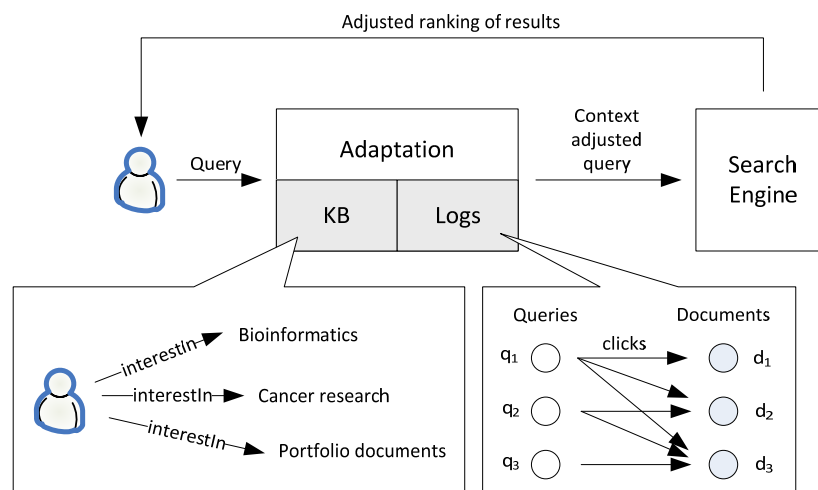 Adjusted ranking of results
Query
Adaptation
KB
Logs
Context
adjusted
query
Search
Engine
interestIn
Bioinformatics
interestIn
Cancer research
interestIn
Portfolio documents
Queries
Documents
clicks
q1
d1
q2
d2
q3
d3